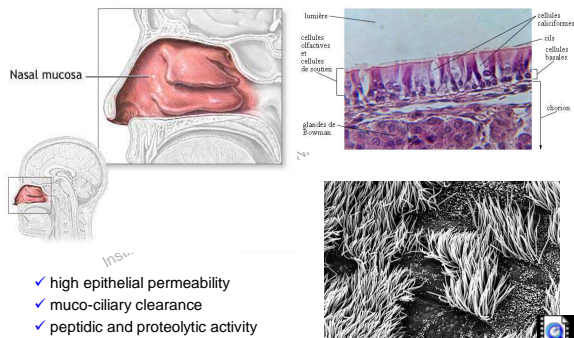 Nasal mucosa
lumière
cellules
olfactives
et
cellules
de soutien
glandes de
Bowman
cellules
caliciformes
cils
cellules
basales
chorion
✓ high epithelial permeability
✓ muco-ciliary clearance
✓ peptidic and proteolytic activity